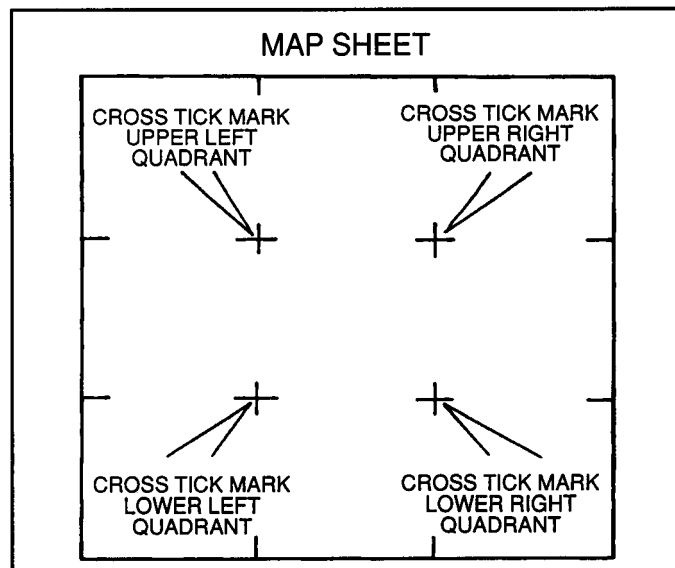 MAP SHEET
CROSS TICK MARK
UPPER LEFT
QUADRANT
CROSS TICK MARK
UPPER RIGHT
QUADRANT
CROSS TICK MARK
LOWER LEFT
QUADRANT
CROSS TICK MARK
LOWER RIGHT
QUADRANT